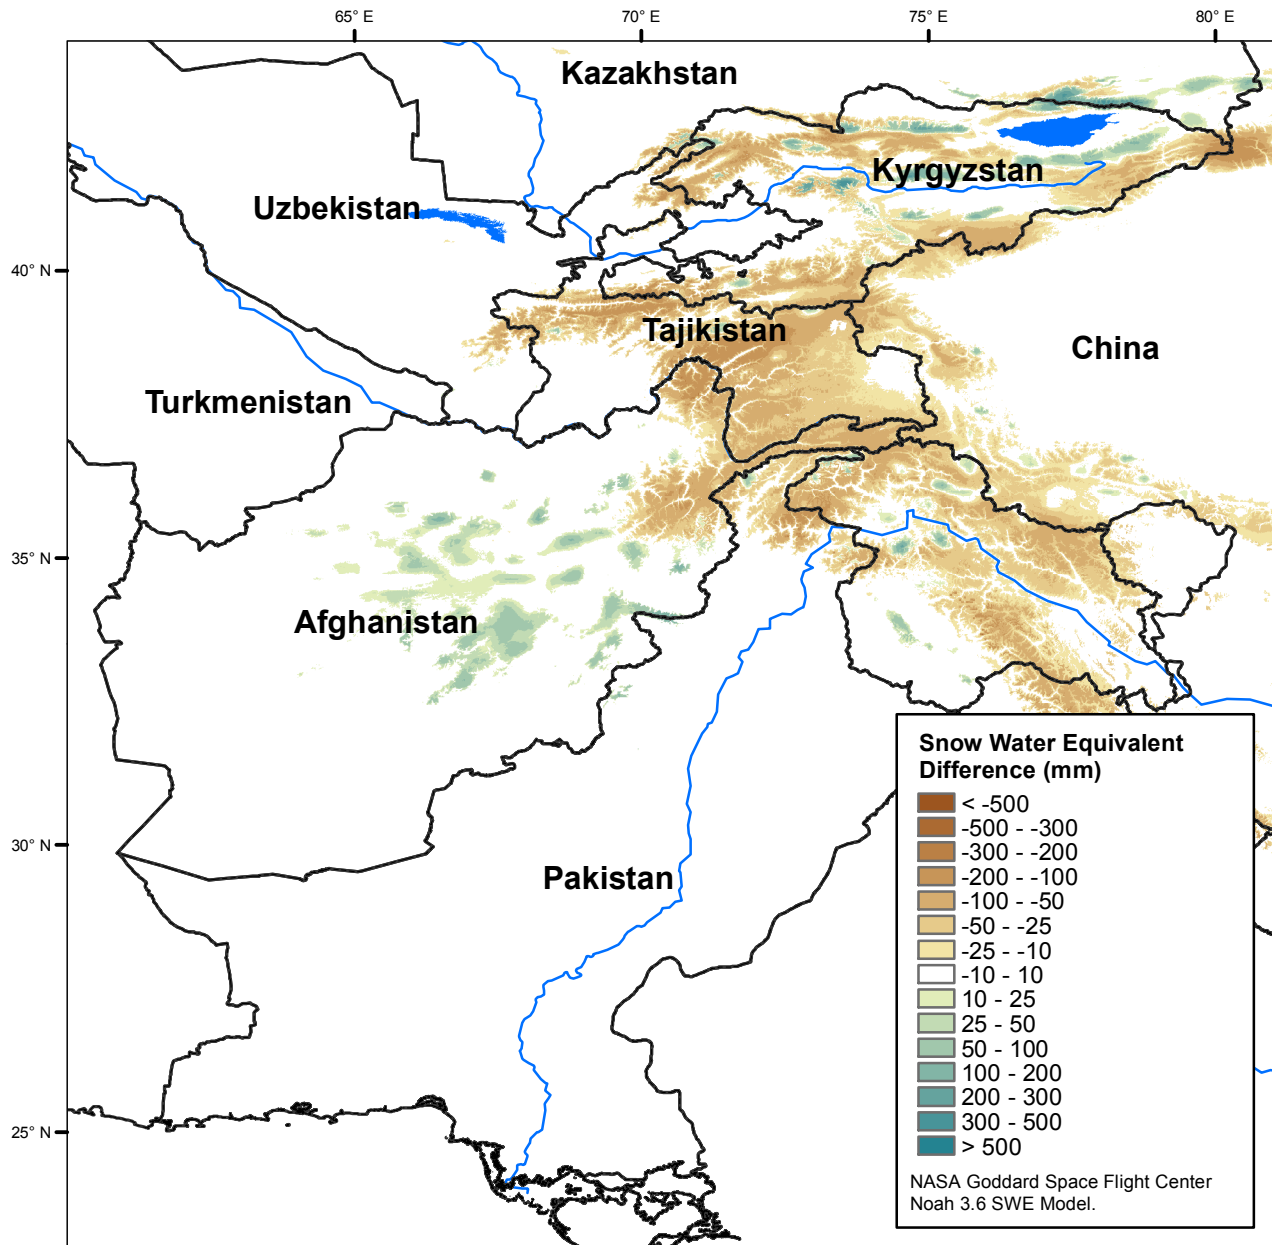 65° E
70° E
75° E
80° E
Kazakhstan
Kyrgyzstan
Uzbekistan
40° N
Tajikistan
China
Turkmenistan
35° N
Afghanistan
Snow Water Equivalent
Difference (mm)
< -500
-500 - -300
-300 - -200
-200 - -100
-100 - -50
-50 - -25
-25 - -10
-10 - 10
10 - 25
25 - 50
50 - 100
100 - 200
200 - 300
300 - 500
> 500
NASA Goddard Space Flight Center
Noah 3.6 SWE Model.
30° N
Pakistan
25° N